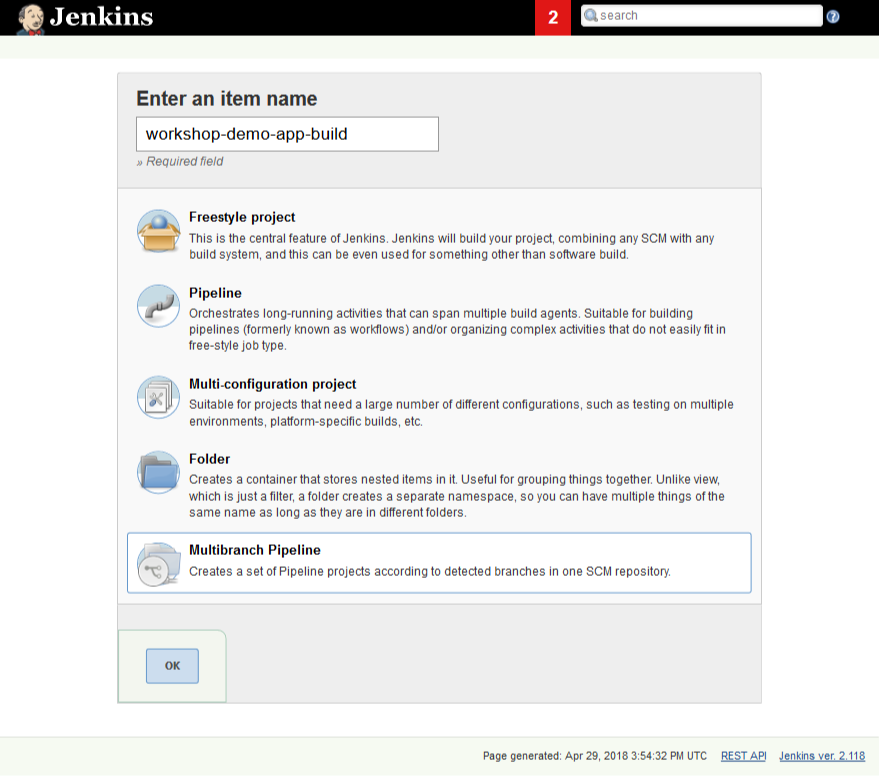 Jenkins
2
search
Enter an item name
workshop-demo-app-build
» Required field
Freestyle project
This is the central feature of Jenkins. Jenkins will build your project, combining any SCM with any
build system, and this can be even used for something other than software build.
Pipeline
Orchestrates long-running activities that can span multiple build agents. Suitable for building
pipelines (formerly known as workflows) and/or organizing complex activities that do not easily fit in
free-style job type.
Multi-configuration project
Suitable for projects that need a large number of different configurations, such as testing on multiple
environments, platform-specific builds, etc.
Folder
Creates a container that stores nested items in it. Useful for grouping things together. Unlike view,
which is just a filter, a folder creates a separate namespace, so you can have multiple things of the
same name as long as they are in different folders.
Multibranch Pipeline
Creates a set of Pipeline projects according to detected branches in one SCM repository.
OK
Page generated: Apr 29, 2018 3:54:32 PM UTC REST API Jenkins ver. 2.118